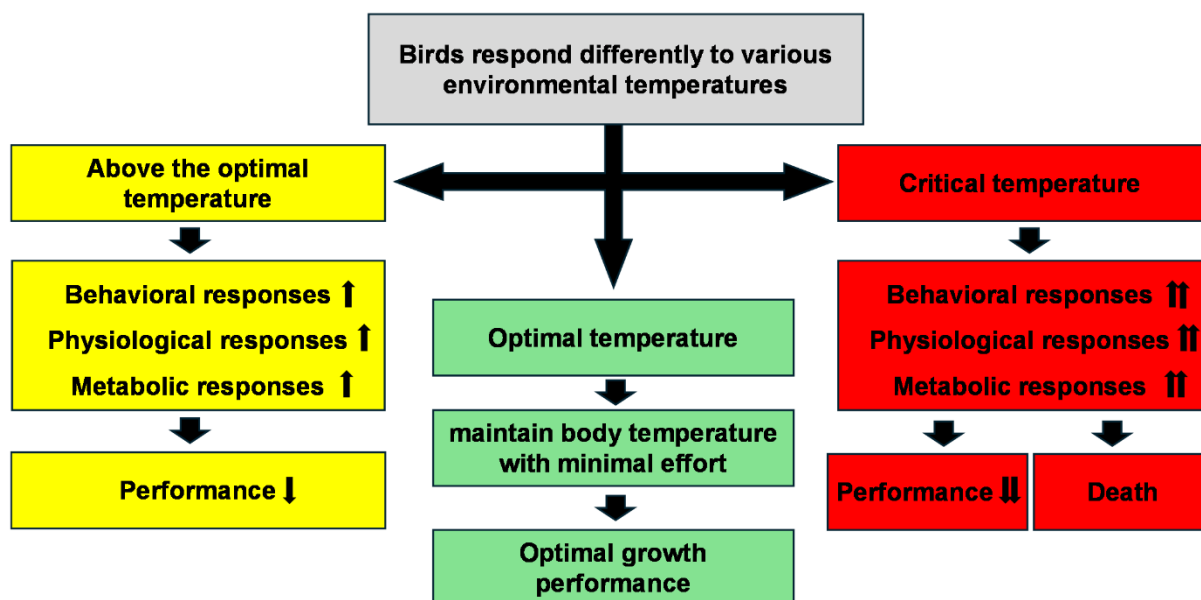 Birds respond differently to various
environmental temperatures
Above the optimal
temperature
Behavioral responses ⬆
Physiological responses ⬆
Metabolic responses ⬆
Performance ⬇
Optimal temperature
maintain body temperature
with minimal effort
Optimal growth
performance
Critical temperature
Behavioral responses ⬆⬆
Physiological responses ⬆⬆
Metabolic responses ⬆⬆
Performance ⬇⬇
Death